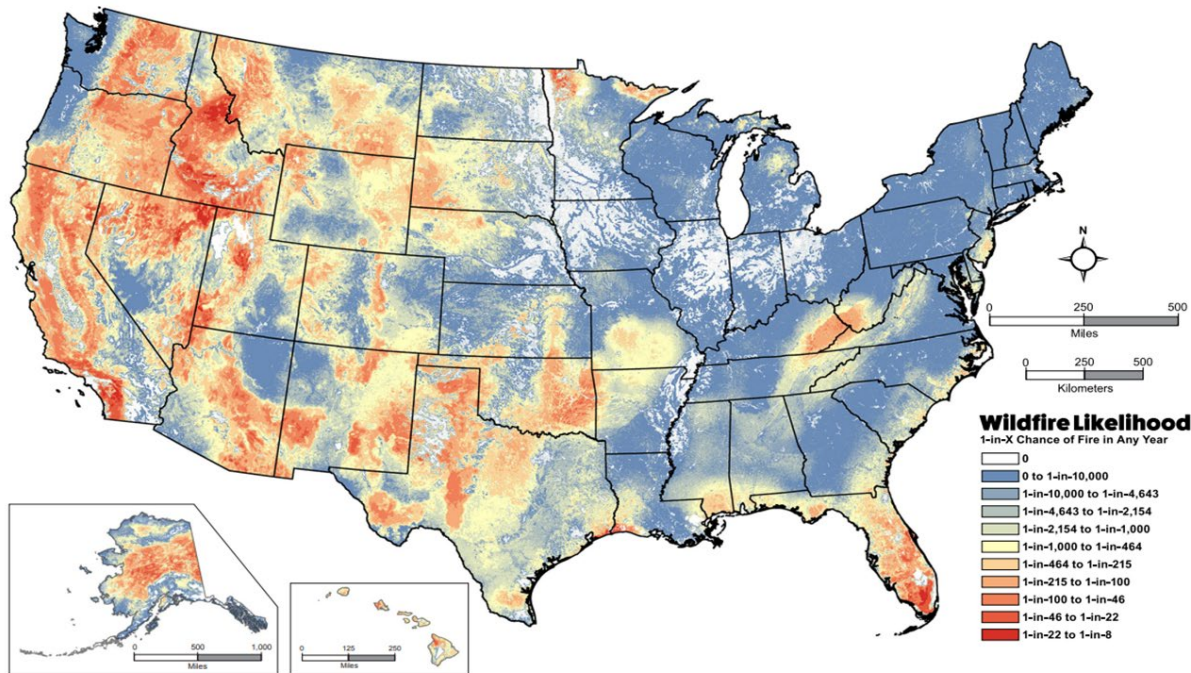 N
0 250 500
Miles
0 250 500
Kilometers
Wildfire Likelihood
1-in-X Chance of Fire in Any Year
0
0 to 1-in-10,000
1-in-10,000 to 1-in-4,643
1-in-4,643 to 1-in-2,154
1-in-2,154 to 1-in-1,000
1-in-1,000 to 1-in-464
1-in-464 to 1-in-215
1-in-215 to 1-in-100
1-in-100 to 1-in-46
1-in-46 to 1-in-22
1-in-22 to 1-in-8
0 500 1,000
Miles
0 125 250
Miles